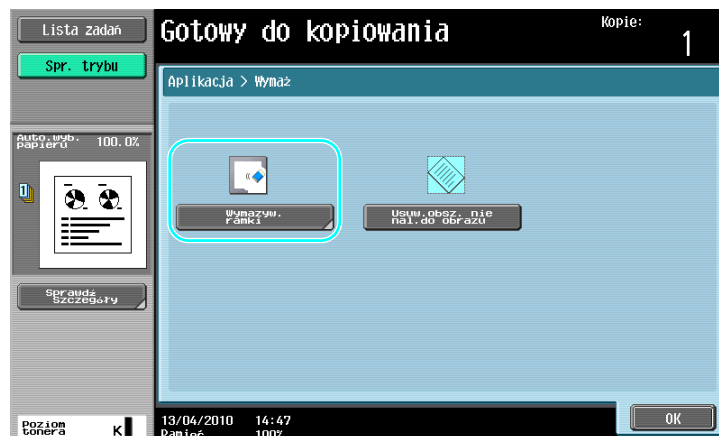 Lista zadań
Gotowy do kopiowania
Kopie:
1
Spr. trybu
Aplikacja > Wymaż
Auto.wyb.
papieru
100.0%
Wymazyw.
ramki
Usuw.obsz. nie
nal.do obrazu
Sprawdź
Szczegóły
Poziom
tonera
K
13/04/2010 14:47
Pamięć 100%
OK